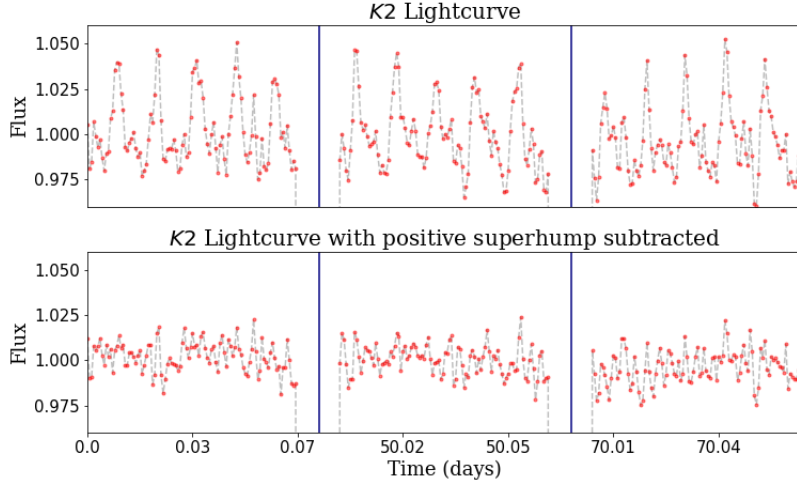 K2 Lightcurve
1.050
1.025
1.000
0.975
Flux
K2 Lightcurve with positive superhump subtracted
1.050
1.025
1.000
0.975
Flux
0.0 0.03 0.07 50.02 50.05 70.01 70.04
Time (days)